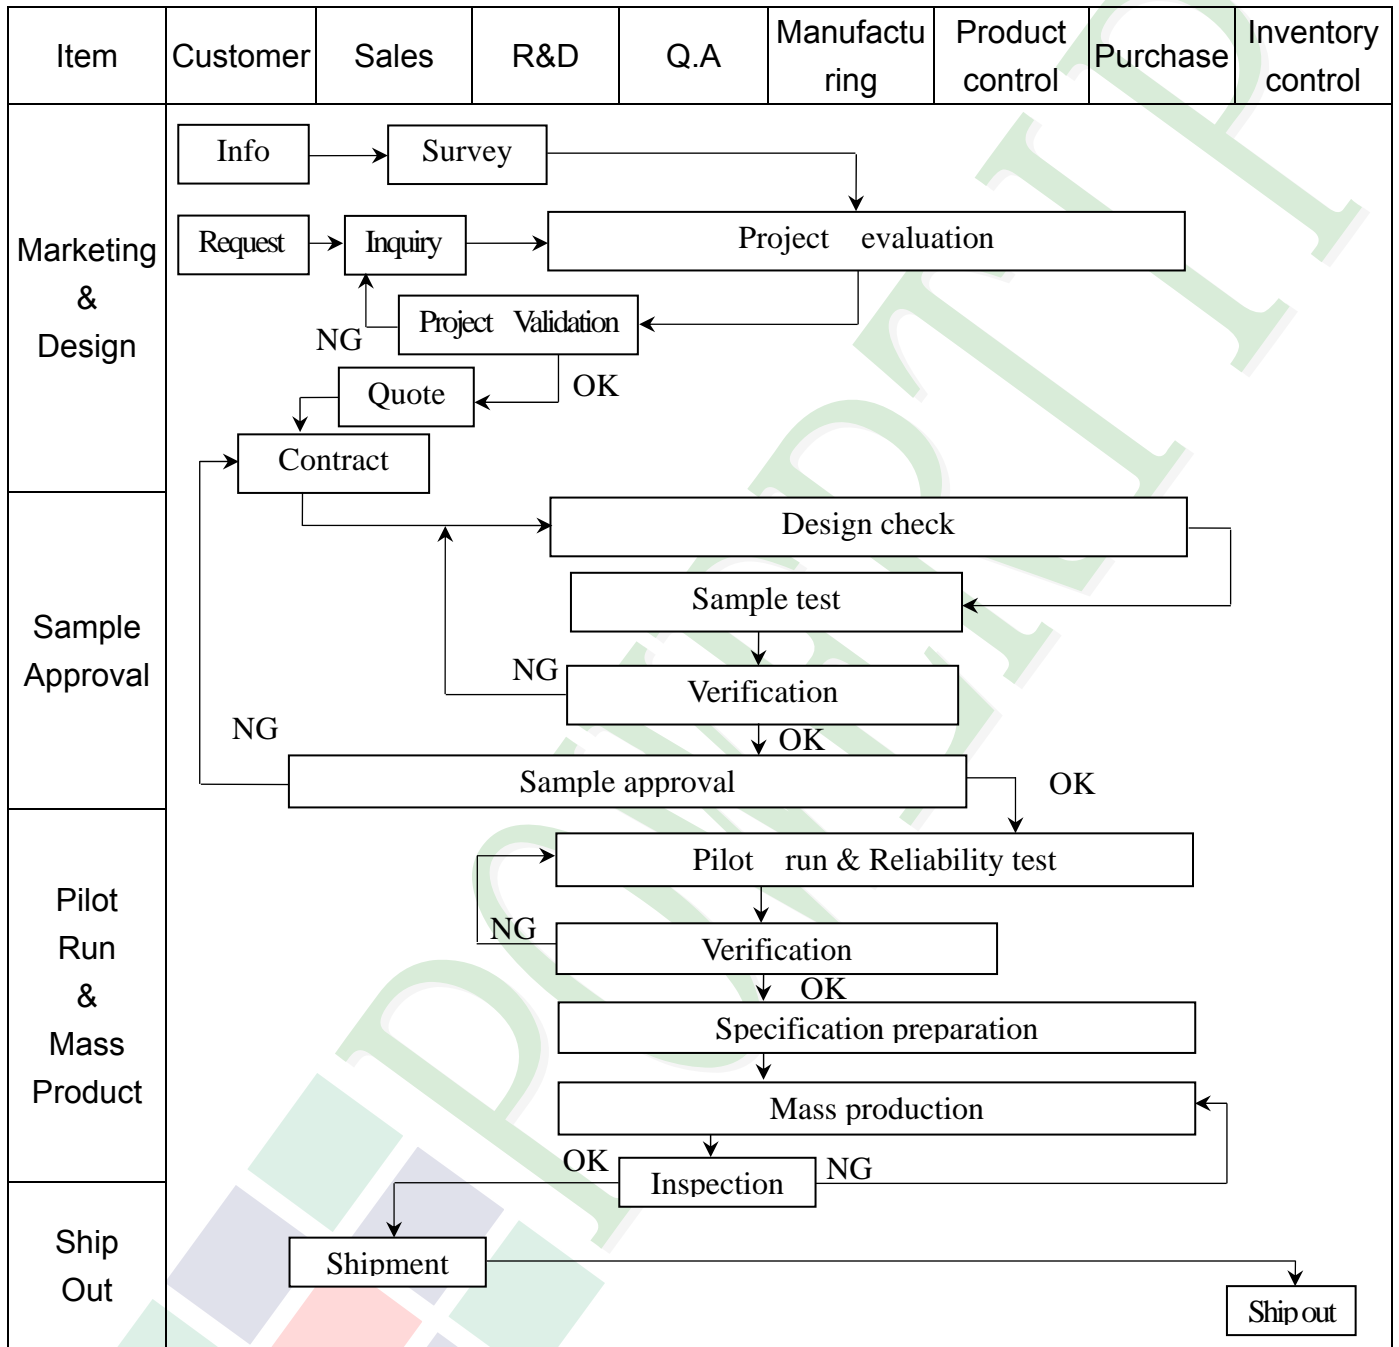 Item
Customer
Sales
R&D
Q.A
Manufactu
ring
Product
control
Purchase
Inventory
control
Marketing
&
Design
Info
Survey
Request
Inquiry
Project evaluation
NG
Project Validation
Quote
OK
Contract
Sample
Approval
Design check
Sample test
NG
Verification
NG
OK
Sample approval
OK
Pilot
Run
&
Mass
Product
Pilot run & Reliability test
NG
Verification
OK
Specification preparation
Mass production
OK
Inspection
NG
Ship
Out
Shipment
Ship out
POWERTIP